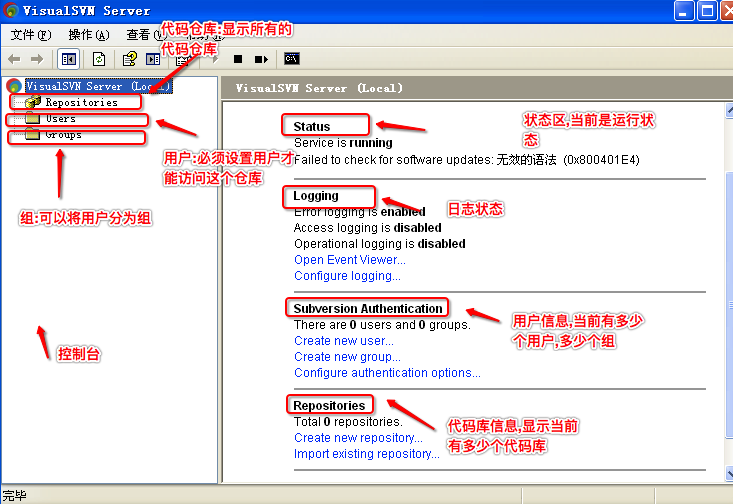 VisualSVN Server
文件(F) 操作(A) 查看(V)
代码仓库:显示所有的
代码仓库
VisualSVN Server (Local)
Repositories
Users
Groups
用户:必须设置用户才
能访问这个仓库
组:可以将用户分为组
控制台
VisualSVN Server (Local)
Status
状态区,当前是运行状
态
Service is running
Failed to check for software updates: 无效的语法 (0x800401E4)
Logging
日志状态
Error logging is enabled
Access logging is disabled
Operational logging is disabled
Open Event Viewer...
Configure logging...
Subversion Authentication
用户信息,当前有多少
个用户,多少个组
There are 0 users and 0 groups.
Create new user...
Create new group...
Configure authentication options...
Repositories
代码库信息,显示当前
有多少个代码库
Total 0 repositories.
Create new repository...
Import existing repository...
完毕